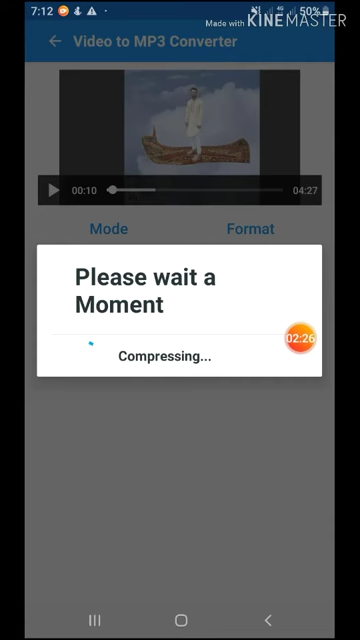 7:12
50%
Made with KINEMASTER
Video to MP3 Converter
00:10
04:27
Mode
Format
Please wait a
Moment
02:26
Compressing...